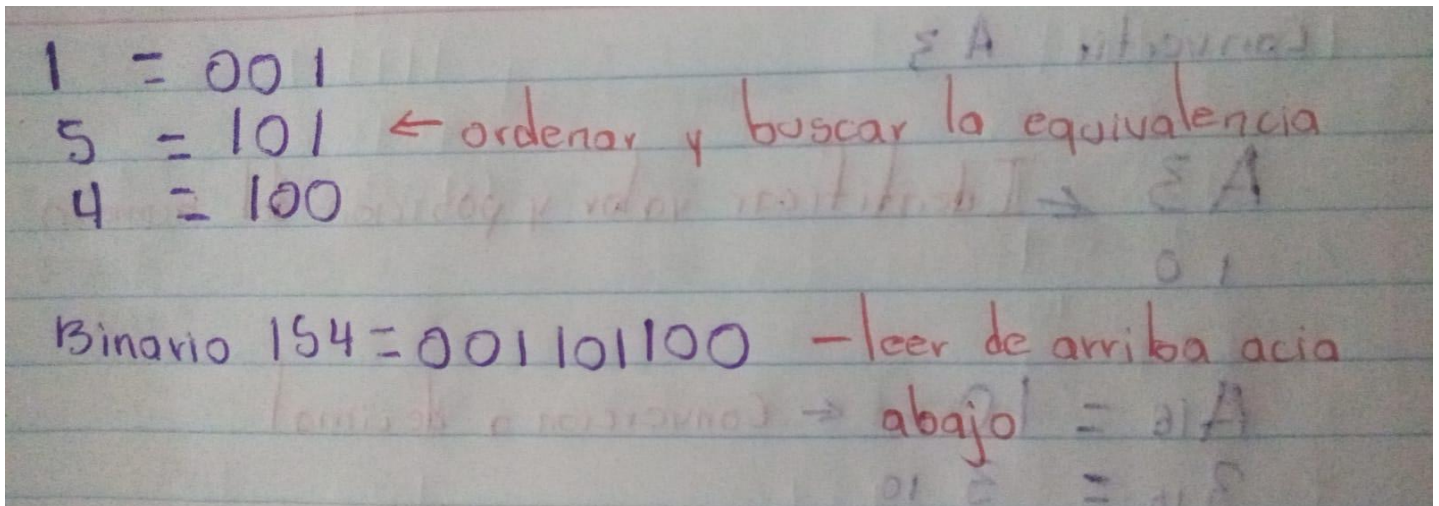 1 = 001
5 = 101 ← ordenar y buscar la equivalencia
4 = 100
Binario 154 = 001101100 - leer de arriba acia
abajo